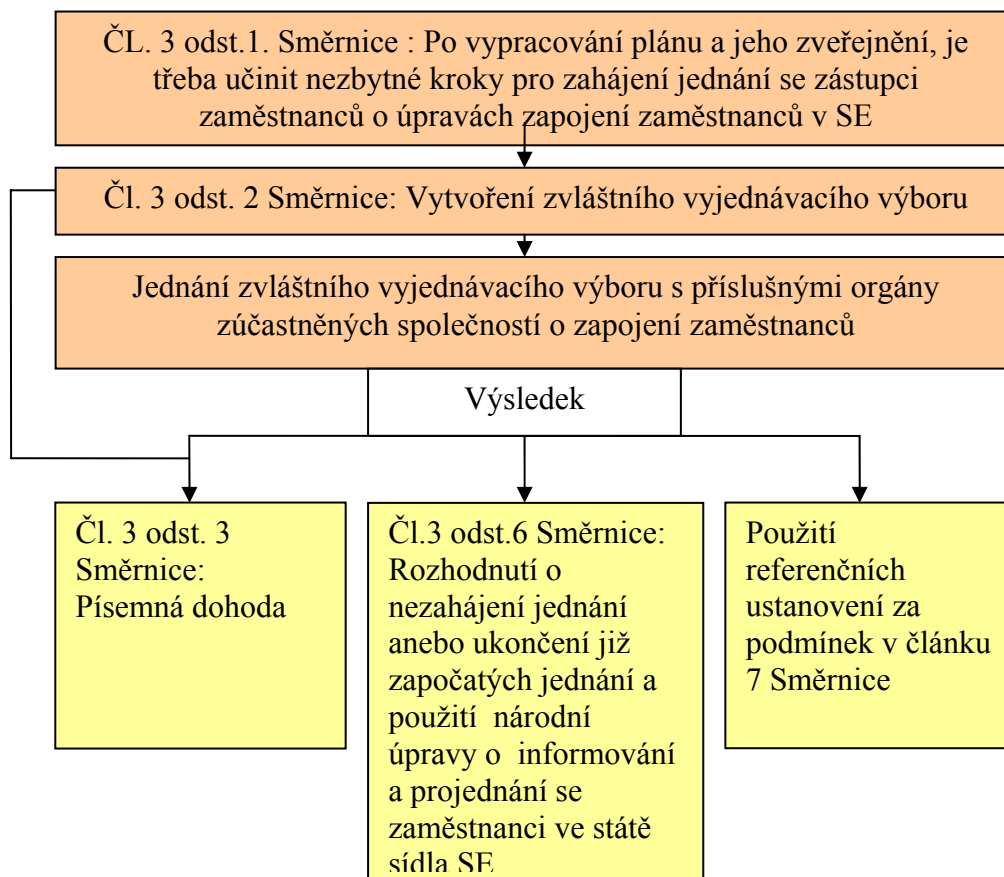 ČL. 3 odst.1. Směrnice : Po vypracování plánu a jeho zveřejnění, je
třeba učinit nezbytné kroky pro zahájení jednání se zástupci
zaměstnanců o úpravách zapojení zaměstnanců v SE
Čl. 3 odst. 2 Směrnice: Vytvoření zvláštního vyjednávacího výboru
Jednání zvláštního vyjednávacího výboru s příslušnými orgány
zúčastněných společností o zapojení zaměstnanců
Výsledek
Čl. 3 odst. 3
Směrnice:
Písemná dohoda
Čl.3 odst.6 Směrnice:
Rozhodnutí o
nezahájení jednání
anebo ukončení již
započatých jednání a
použití národní
úpravy o informování
a projednání se
zaměstnanci ve státě
sídla SE
Použití
referenčních
ustanovení za
podmínek v článku
7 Směrnice